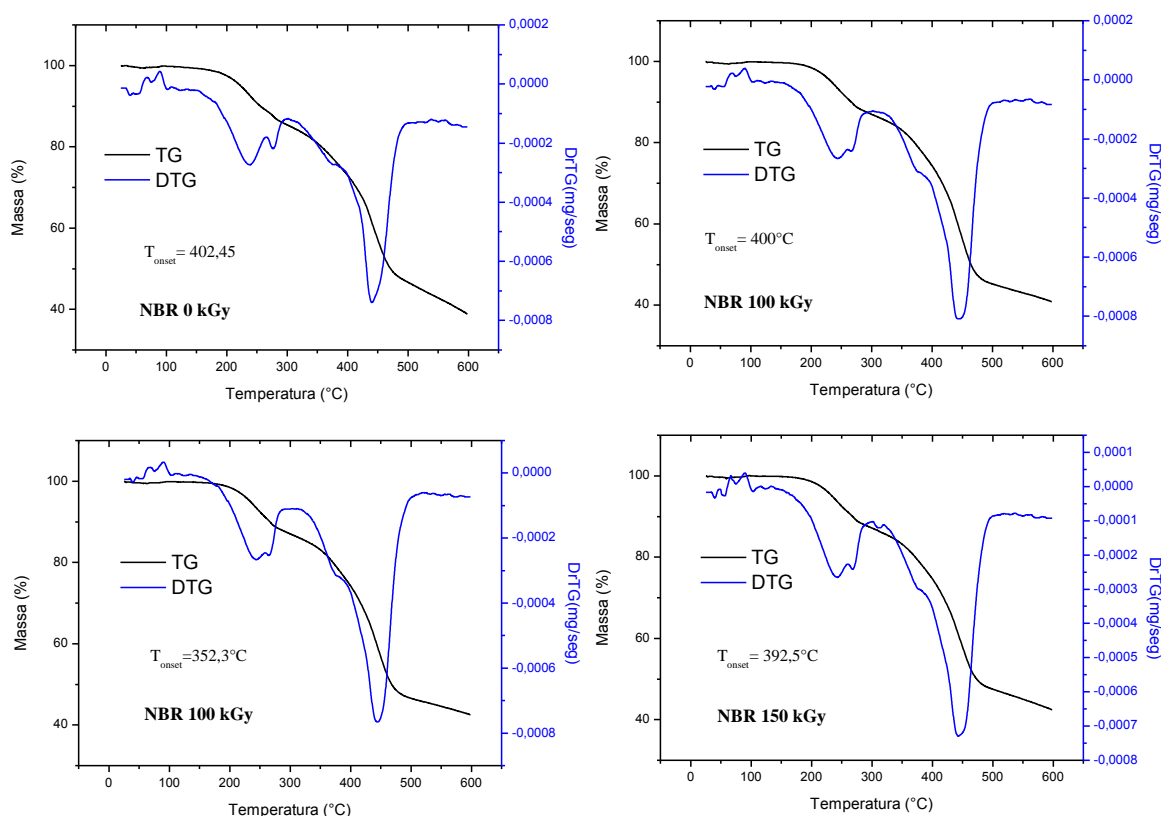 0,0002
0,0000
-0,0002
-0,0004
-0,0006
-0,0008
DrTG(mg/seg)
100
80
60
40
Massa (%)
TG
DTG
Tonset= 402,45
NBR 0 kGy
0 100 200 300 400 500 600
Temperatura (°C)
0,0002
0,0000
-0,0002
-0,0004
-0,0006
-0,0008
DrTG(mg/seg)
100
80
60
40
Massa (%)
TG
DTG
Tonset= 400°C
NBR 100 kGy
0 100 200 300 400 500 600
Temperatura (°C)
0,0000
-0,0002
-0,0004
-0,0006
-0,0008
DrTG(mg/seg)
100
80
60
40
Massa (%)
TG
DTG
Tonset=352,3°C
NBR 100 kGy
0 100 200 300 400 500 600
Temperatura (°C)
0,0001
0,0000
-0,0001
-0,0002
-0,0003
-0,0004
-0,0005
-0,0006
-0,0007
-0,0008
DrTG(mg/seg)
100
80
60
40
Massa (%)
TG
DTG
Tonset= 392,5°C
NBR 150 kGy
0 100 200 300 400 500 600
Temperatura (°C)